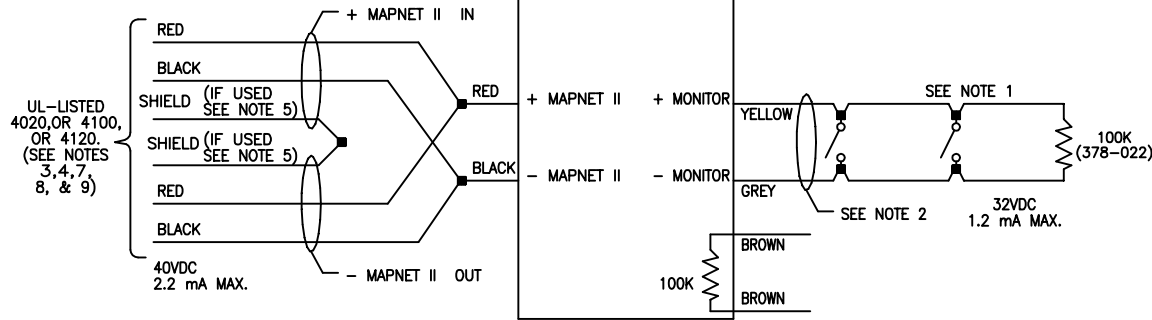 + MAPNET II IN
RED
BLACK
SHIELD (IF USED
SEE NOTE 5)
SHIELD (IF USED
SEE NOTE 5)
RED
BLACK
UL-LISTED
4020,OR 4100,
OR 4120.
(SEE NOTES
3,4,7,
8, & 9)
40VDC
2.2 mA MAX.
- MAPNET II OUT
RED
BLACK
+ MAPNET II
- MAPNET II
+ MONITOR
- MONITOR
YELLOW
GREY
SEE NOTE 1
SEE NOTE 2
100K
(378-022)
32VDC
1.2 mA MAX.
BROWN
100K
BROWN